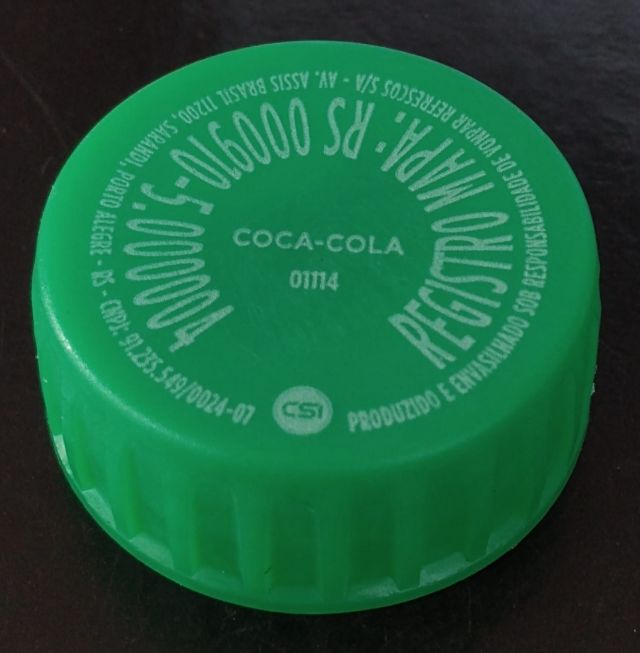 COCA-COLA
01114
REGISTRO MAPA: RS 000910-5.000014
PRODUZIDO E ENVASILHADO SOB RESPONSABILIDADE DE VONPAR REFRESCOS S/A - AV. ASSIS BRASIL 11200, SARANDI, PORTO ALEGRE - RS - CNPJ: 91.235.549/0024-07
CSI